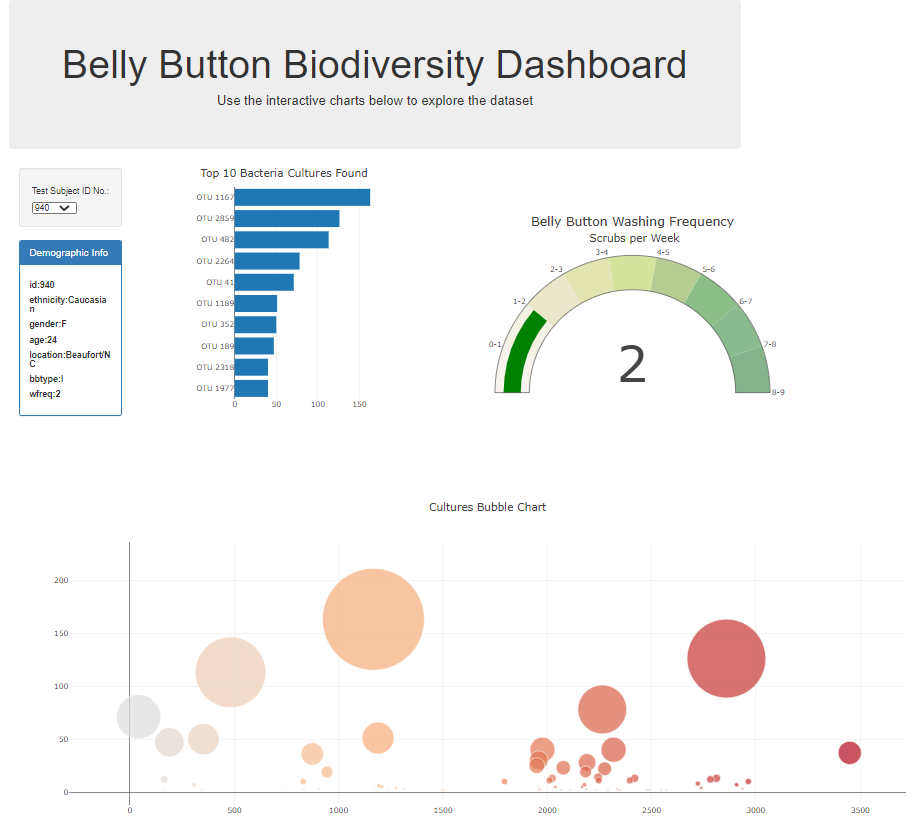 Belly Button Biodiversity Dashboard
Use the interactive charts below to explore the dataset
Test Subject ID No.:
940
Demographic Info
id:940
ethnicity:Caucasia
n
gender:F
age:24
location:Beaufort/N
C
bbtype:I
wfreq:2
Top 10 Bacteria Cultures Found
OTU 1167
OTU 2859
OTU 482
OTU 2264
OTU 41
OTU 1189
OTU 352
OTU 189
OTU 2318
OTU 1977
0 50 100 150
Belly Button Washing Frequency
Scrubs per Week
0-1
1-2
2-3
3-4
4-5
5-6
6-7
7-8
8-9
2
Cultures Bubble Chart
200
150
100
50
0
0 500 1000 1500 2000 2500 3000 3500